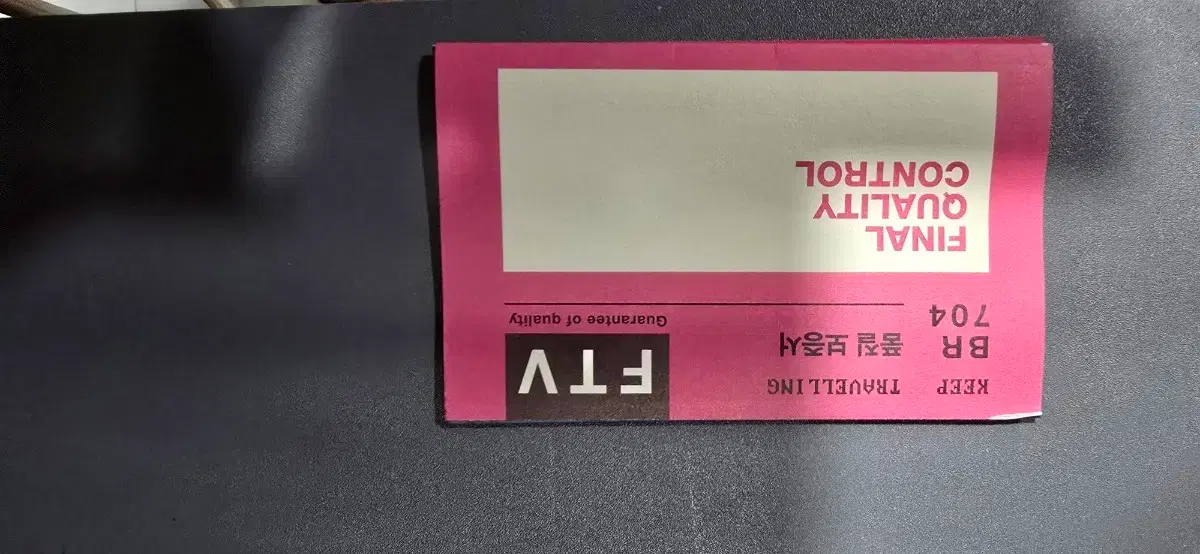 KEEP TRAVELLING
FTV
BR 품질 보증서
704
Guarantee of quality
FINAL
QUALITY
CONTROL